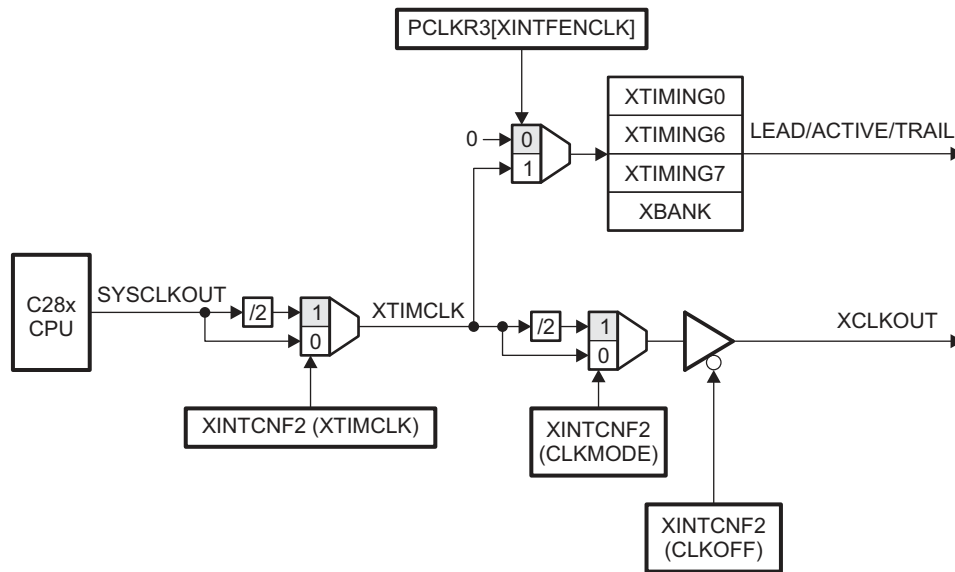 PCLKR3[XINTFENCLK]
0
0
1
XTIMING0
XTIMING6
XTIMING7
XBANK
LEAD/ACTIVE/TRAIL
C28x
CPU
SYSCLKOUT
/2
1
0
XTIMCLK
/2
1
0
XCLKOUT
XINTCNF2 (XTIMCLK)
XINTCNF2
(CLKMODE)
XINTCNF2
(CLKOFF)